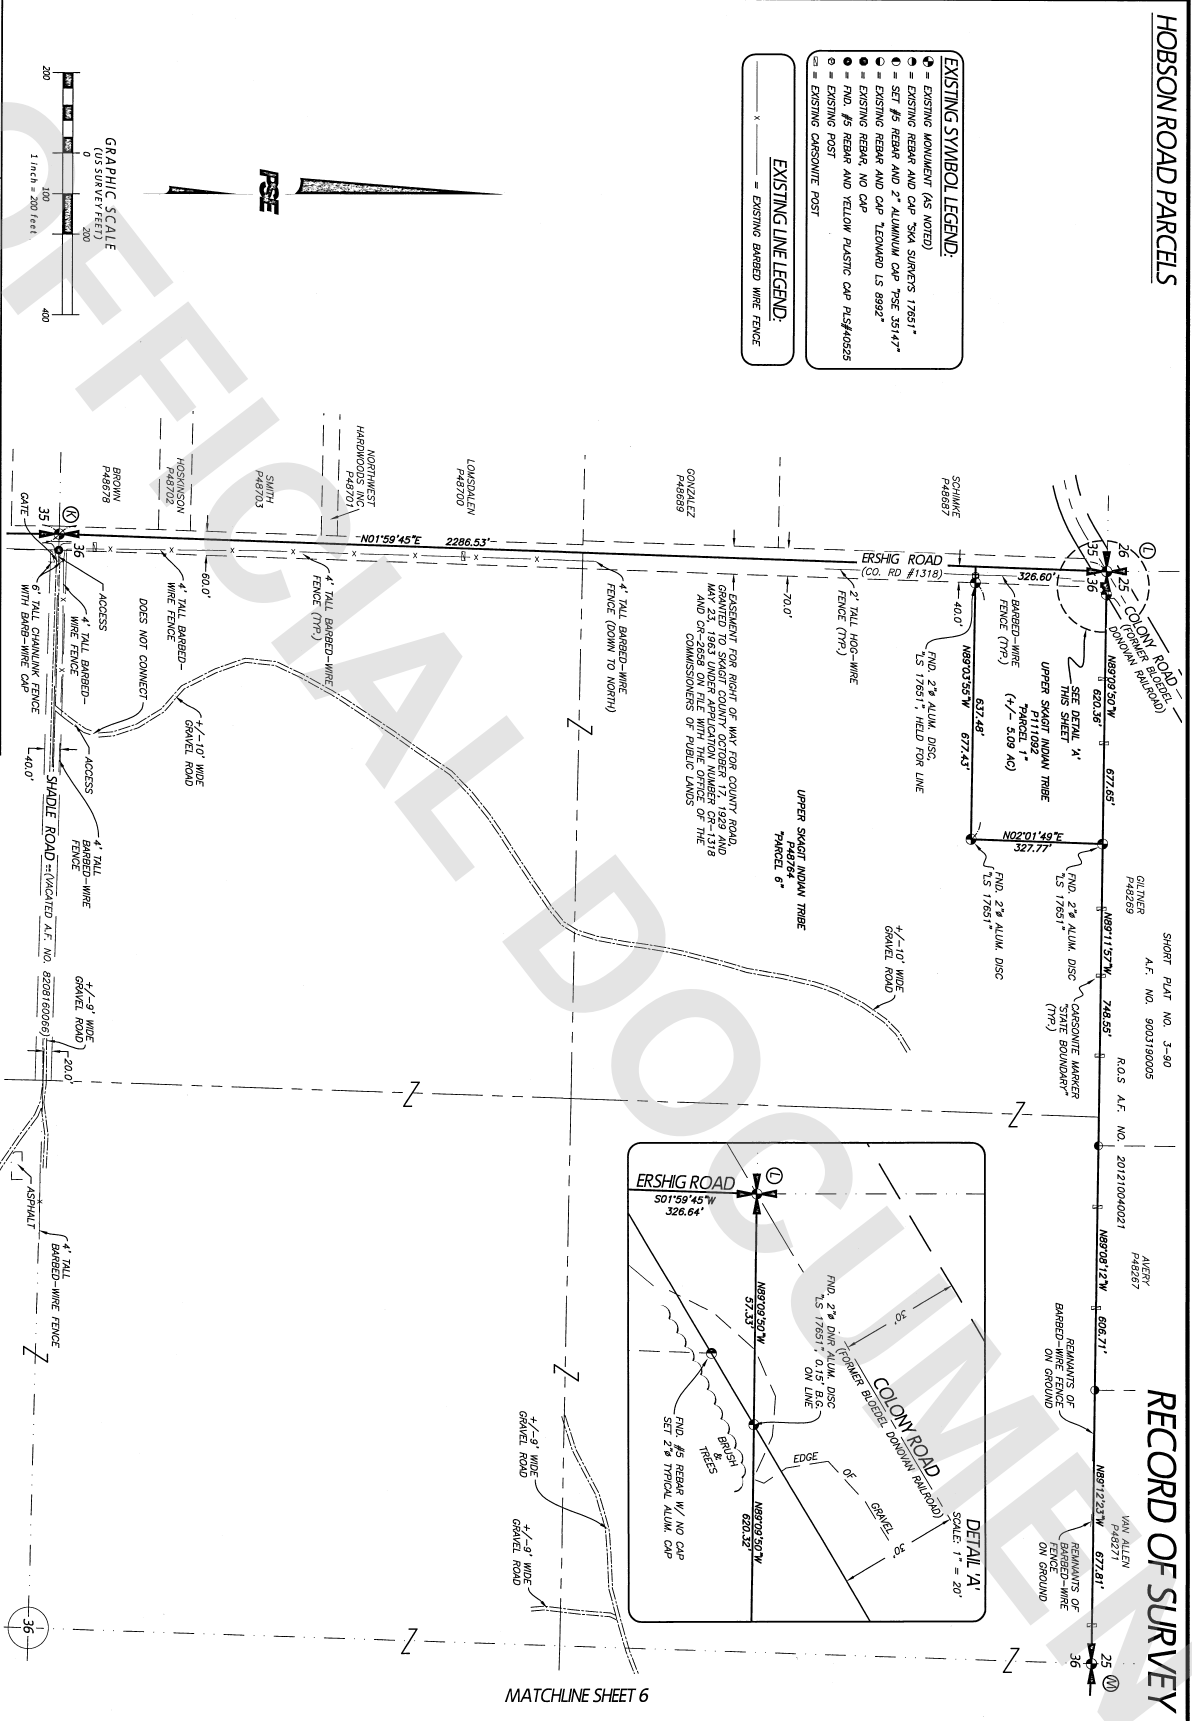 HOBSON ROAD PARCELS
RECORD OF SURVEY
EXISTING SYMBOL LEGEND:
= EXISTING MONUMENT (AS NOTED)
= EXISTING REBAR AND CAP "SKA SURVEYS 17651"
= SET #5 REBAR AND 2" ALUMINUM CAP "PSE 35147"
= EXISTING REBAR AND CAP "LEONARD LS 8992"
= EXISTING REBAR, NO CAP
= FND. #5 REBAR AND YELLOW PLASTIC CAP PLS#40525
= EXISTING POST
= EXISTING CARSONITE POST
EXISTING LINE LEGEND:
x = EXISTING BARBED WIRE FENCE
PSE
GRAPHIC SCALE
(US SURVEY FEET)
200 0 100 200 400
1 inch = 200 feet
SHORT PLAT NO. 3-90
A.F. NO. 9003190005
R.O.S A.F. NO. 201210040021
GILTNER
P48269
AVERY
P48267
VAN ALLEN
P48271
L
26
25
35
36
COLONY ROAD
(FORMER BLOEDEL
DONOVAN RAILROAD)
N89°09'50"W
620.36'
677.65'
N89°11'57"W
748.55'
N89°08'12"W
606.71'
N89°12'23"W
677.81'
25
36
M
SEE DETAIL 'A'
THIS SHEET
UPPER SKAGIT INDIAN TRIBE
P111092
"PARCEL 1"
(+/- 5.09 AC)
FND. 2"ø ALUM. DISC
"LS 17651"
CARSONITE MARKER
"STATE BOUNDARY"
(TYP.)
REMNANTS OF
BARBED-WIRE FENCE
ON GROUND
REMNANTS OF
BARBED-WIRE
FENCE
ON GROUND
326.60'
BARBED-WIRE
FENCE (TYP.)
N02°01'49"E
327.77'
FND. 2"ø ALUM. DISC
"LS 17651"
637.48'
N89°03'55"W 677.43'
40.0'
FND. 2"ø ALUM. DISC,
"LS 17651", HELD FOR LINE
SCHIMKE
P48687
ERSHIG ROAD
(CO. RD #1318)
2' TALL HOG-WIRE
FENCE (TYP.)
+/-10' WIDE
GRAVEL ROAD
UPPER SKAGIT INDIAN TRIBE
P48764
"PARCEL 6"
70.0'
GONZALEZ
P48689
EASEMENT FOR RIGHT OF WAY FOR COUNTY ROAD,
GRANTED TO SKAGIT COUNTY OCTOBER 17, 1929 AND
MAY 23, 1963 UNDER APPLICATION NUMBER CR-1318
AND CR-2658 ON FILE WITH THE OFFICE OF THE
COMMISSIONERS OF PUBLIC LANDS
4' TALL BARBED-WIRE
FENCE (DOWN TO NORTH)
LOMSDALEN
P48700
N01°59'45"E 2286.53'
NORTHWEST
HARDWOODS INC
P48701
4' TALL BARBED-WIRE
FENCE (TYP.)
SMITH
P48703
60.0'
HOSKINSON
P48702
4' TALL BARBED-
WIRE FENCE
+/-10' WIDE
GRAVEL ROAD
DOES NOT CONNECT
BROWN
P48678
ACCESS
4' TALL BARBED-
WIRE FENCE
ACCESS
4' TALL
BARBED-WIRE
FENCE
K
35
36
GATE
6' TALL CHAINLINK FENCE
WITH BARB-WIRE CAP
40.0'
SHADLE ROAD (VACATED A.F. NO. 8208160066)
+/-9' WIDE
GRAVEL ROAD
20.0'
ASPHALT
4' TALL
BARBED-WIRE FENCE
36
+/-9' WIDE
GRAVEL ROAD
+/-9' WIDE
GRAVEL ROAD
MATCHLINE SHEET 6
DETAIL 'A'
SCALE: 1" = 20'
COLONY ROAD
(FORMER BLOEDEL DONOVAN RAILROAD)
30'
30'
EDGE OF GRAVEL
FND. 2"ø DNR ALUM. DISC
"LS 17651", 0.15' B.G.
ON LINE
L
N89°09'50"W
57.33'
N89°09'50"W
620.32'
ERSHIG ROAD
S01°59'45"W
326.64'
BRUSH
&
TREES
FND. #5 REBAR W/ NO CAP
SET 2"ø TYPICAL ALUM. CAP
OFFICIAL DOCUMEN